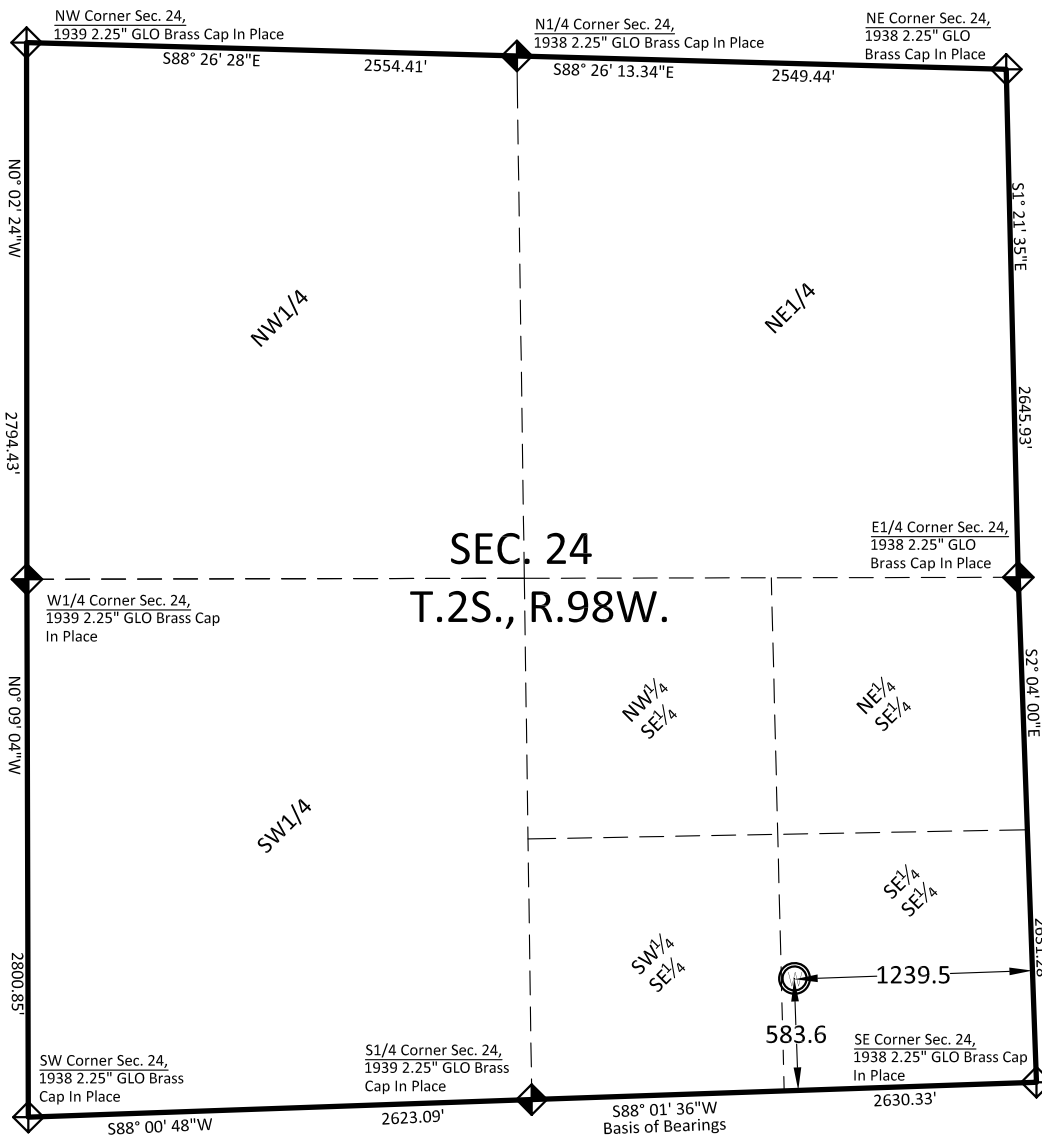 NW Corner Sec. 24,
1939 2.25" GLO Brass Cap In Place
N1/4 Corner Sec. 24,
1938 2.25" GLO Brass Cap In Place
NE Corner Sec. 24,
1938 2.25" GLO
Brass Cap In Place
S88° 26' 28"E
2554.41'
S88° 26' 13.34"E
2549.44'
N0° 02' 24"W
2794.43'
NW1/4
NE1/4
S1° 21' 35"E
2645.93'
SEC. 24
T.2S., R.98W.
E1/4 Corner Sec. 24,
1938 2.25" GLO
Brass Cap In Place
W1/4 Corner Sec. 24,
1939 2.25" GLO Brass Cap
In Place
N0° 09' 04"W
2800.85'
SW1/4
NW1/4
SE1/4
NE1/4
SE1/4
S2° 04' 00"E
SW1/4
SE1/4
SE1/4
SE1/4
1239.5
583.6
SW Corner Sec. 24,
1938 2.25" GLO Brass
Cap In Place
S1/4 Corner Sec. 24,
1939 2.25" GLO Brass
Cap In Place
SE Corner Sec. 24,
1938 2.25" GLO Brass Cap
In Place
S88° 00' 48"W
2623.09'
S88° 01' 36"W
Basis of Bearings
2630.33'